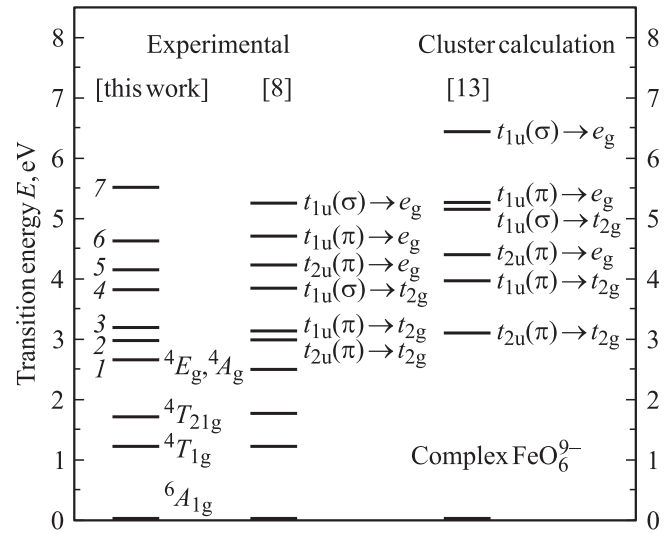 Experimental
Cluster calculation
[this work]
[8]
[13]
Transition energy E, eV
8
7
6
5
4
3
2
1
0
8
7
6
5
4
3
2
1
0
7
6
5
4
3
2
1
⁴E_g, ⁴A_g
⁴T_21g
⁴T_1g
⁶A_1g
t_1u(σ) → e_g
t_1u(π) → e_g
t_2u(π) → e_g
t_1u(σ) → t_2g
t_1u(π) → t_2g
t_2u(π) → t_2g
t_1u(σ) → e_g
t_1u(π) → e_g
t_1u(σ) → t_2g
t_2u(π) → e_g
t_1u(π) → t_2g
t_2u(π) → t_2g
Complex FeO₆⁹⁻